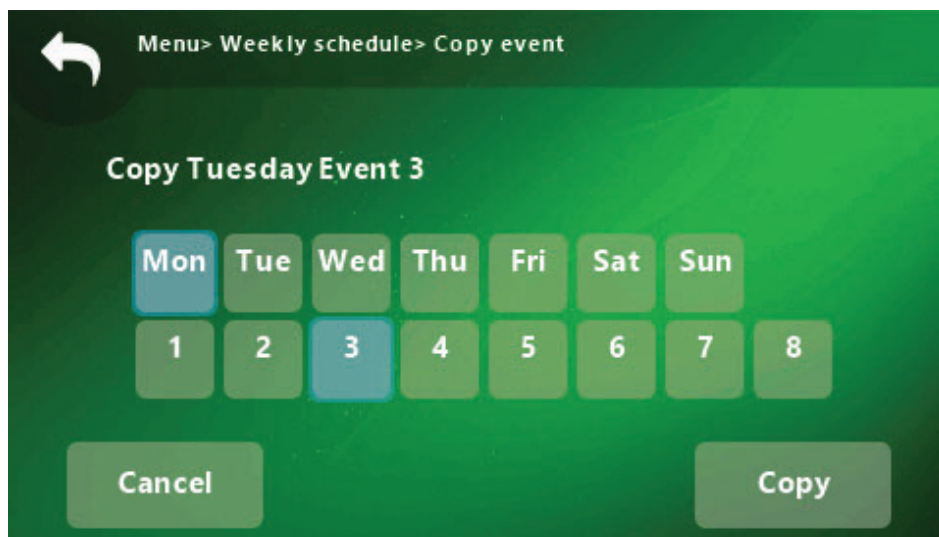 Menu> Weekly schedule> Copy event
Copy Tuesday Event 3
Mon Tue Wed Thu Fri Sat Sun
1 2 3 4 5 6 7 8
Cancel Copy